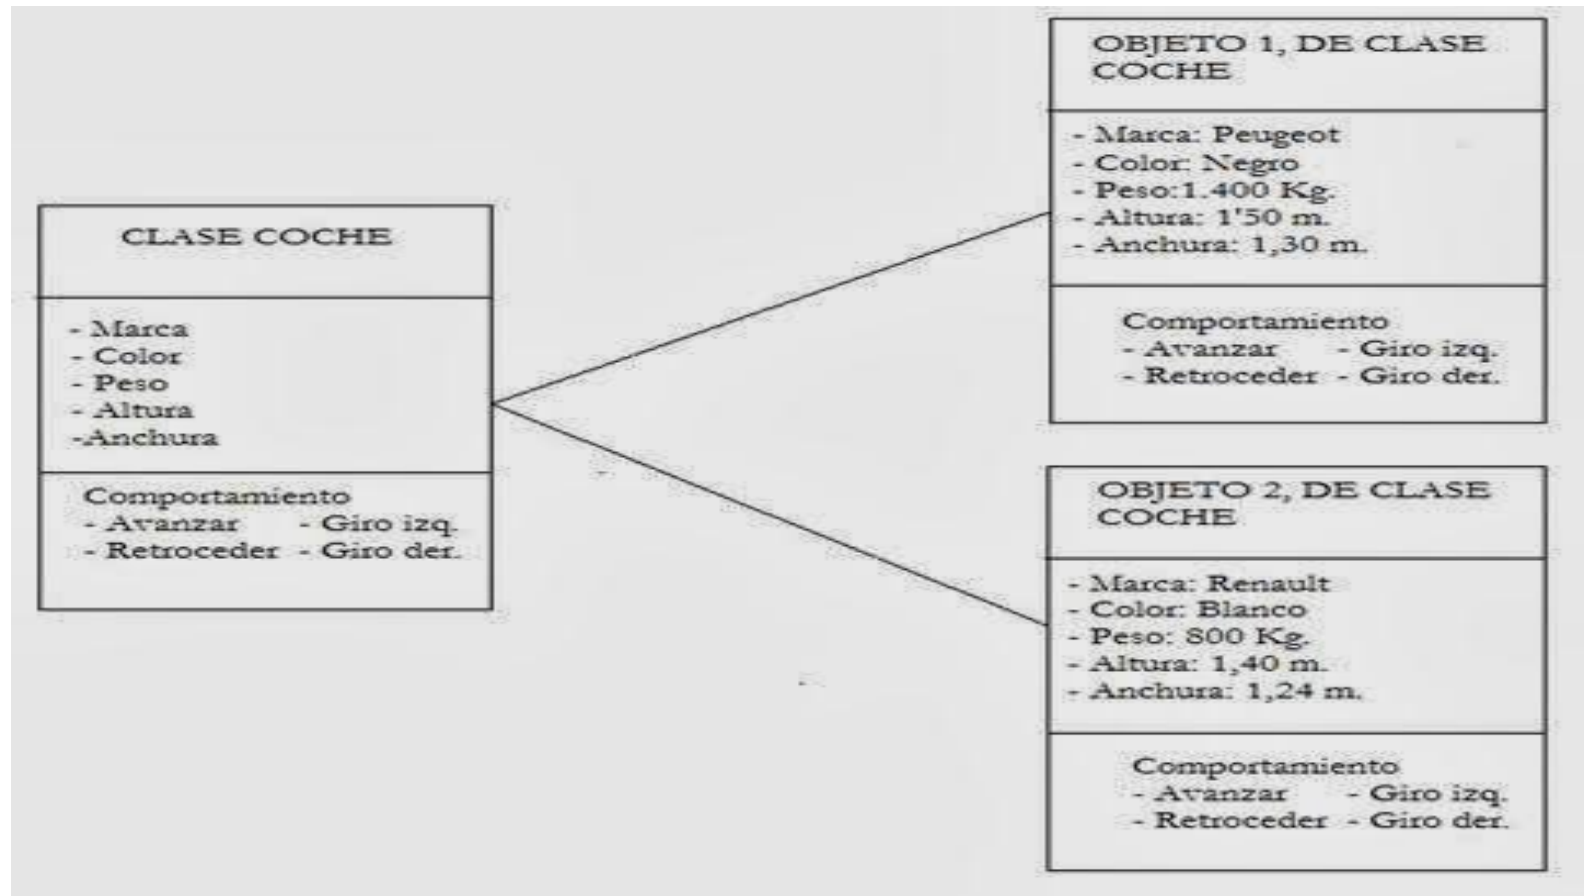 CLASE COCHE
- Marca
- Color
- Peso
- Altura
-Anchura
Comportamiento
- Avanzar - Giro izq.
- Retroceder - Giro der.
OBJETO 1, DE CLASE
COCHE
- Marca: Peugeot
- Color: Negro
- Peso:1.400 Kg.
- Altura: 1'50 m.
- Anchura: 1,30 m.
Comportamiento
- Avanzar - Giro izq.
- Retroceder - Giro der.
OBJETO 2, DE CLASE
COCHE
- Marca: Renault
- Color: Blanco
- Peso: 800 Kg.
- Altura: 1,40 m.
- Anchura: 1,24 m.
Comportamiento
- Avanzar - Giro izq.
- Retroceder - Giro der.